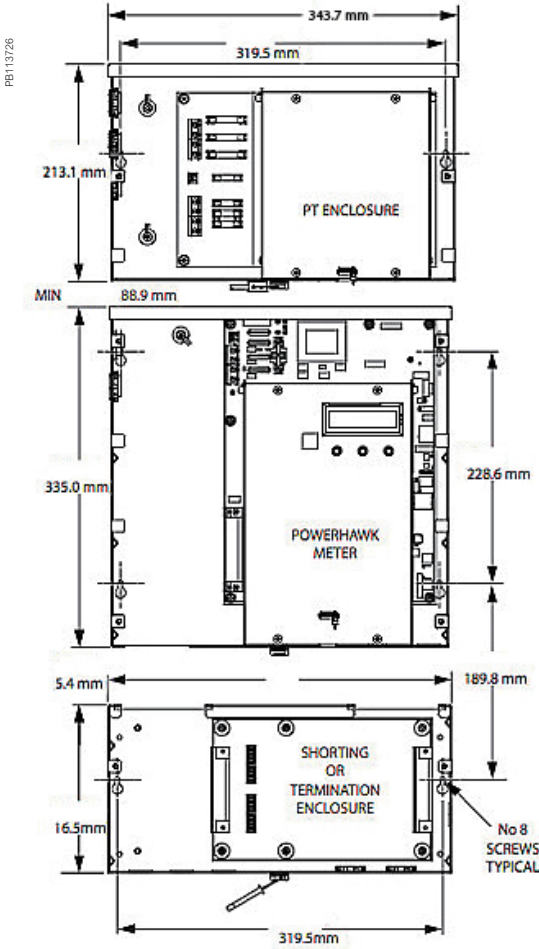 PB113726
343.7 mm
319.5 mm
213.1 mm
PT ENCLOSURE
MIN 88.9 mm
335.0 mm
228.6 mm
POWERHAWK
METER
5.4 mm
189.8 mm
SHORTING
OR
TERMINATION
ENCLOSURE
16.5mm
No 8
SCREWS
TYPICAL
319.5mm